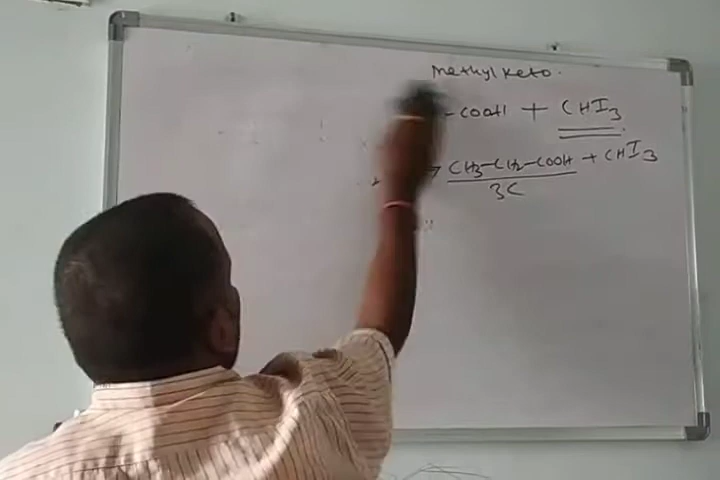 Methyl Keto.
-COOH + CHI3
→ CH3-CH2-COOH + CHI3
3C